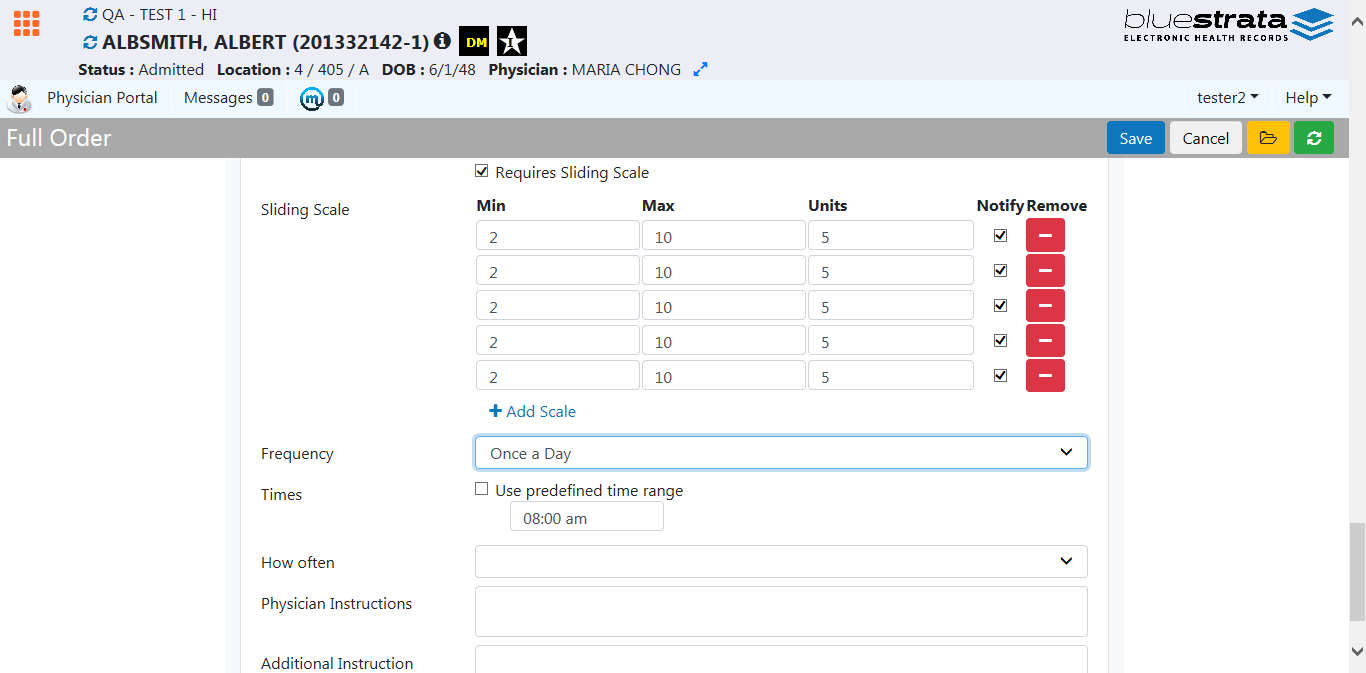 QA - TEST 1 - HI
ALBSMITH, ALBERT (201332142-1) DM 1
Status : Admitted Location : 4 / 405 / A DOB : 6/1/48 Physician : MARIA CHONG
bluestrata
ELECTRONIC HEALTH RECORDS
Physician Portal Messages 0 m 0 tester2 Help
Full Order Save Cancel
Requires Sliding Scale
Sliding Scale Min Max Units Notify Remove
2 10 5
2 10 5
2 10 5
2 10 5
2 10 5
Add Scale
Frequency Once a Day
Times Use predefined time range
08:00 am
How often
Physician Instructions
Additional Instruction